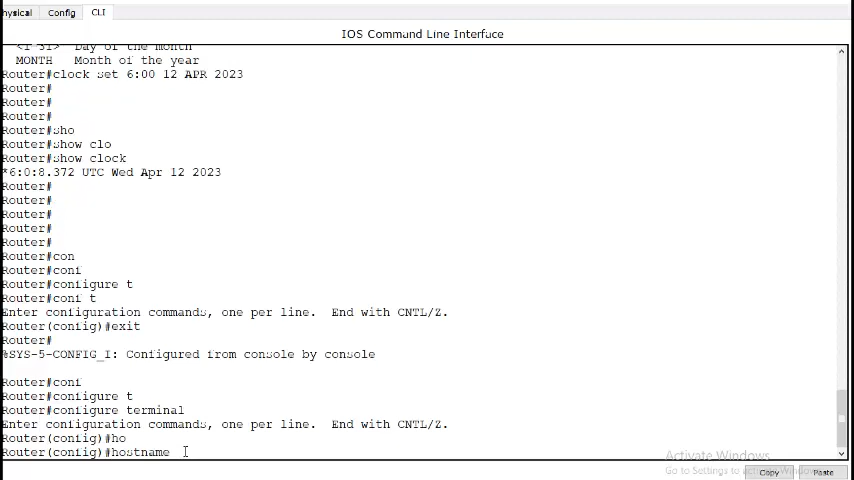 hysical Config CLI
IOS Command Line Interface
<1-31> Day of the month
MONTH Month of the year
Router#clock set 6:00 12 APR 2023
Router#
Router#
Router#
Router#sho
Router#show clo
Router#show clock
*6:0:8.372 UTC Wed Apr 12 2023
Router#
Router#
Router#
Router#
Router#
Router#con
Router#conf
Router#configure t
Router#conf t
Enter configuration commands, one per line. End with CNTL/Z.
Router(config)#exit
Router#
%SYS-5-CONFIG_I: Configured from console by console
Router#conf
Router#configure t
Router#configure terminal
Enter configuration commands, one per line. End with CNTL/Z.
Router(config)#ho
Router(config)#hostname
Activate Windows
Go to Settings to activate Windows
Copy Paste